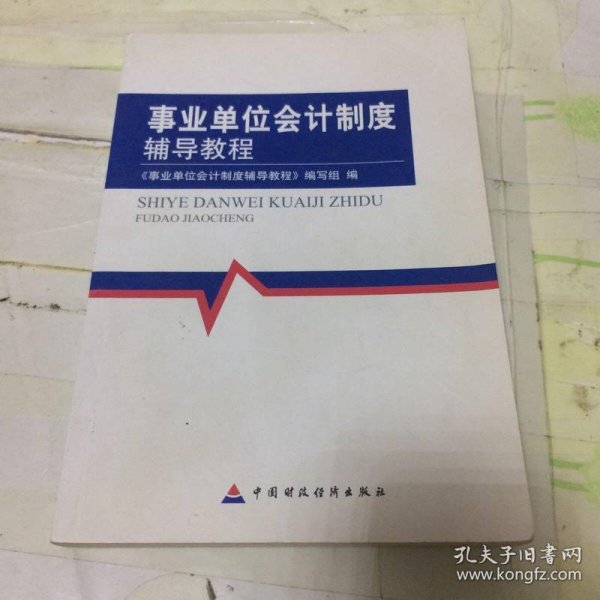 事业单位会计制度
辅导教程
《事业单位会计制度辅导教程》编写组 编
SHIYE DANWEI KUAIJI ZHIDU
FUDAO JIAOCHENG
中国财政经济出版社
孔夫子旧书网
www.kongfz.com